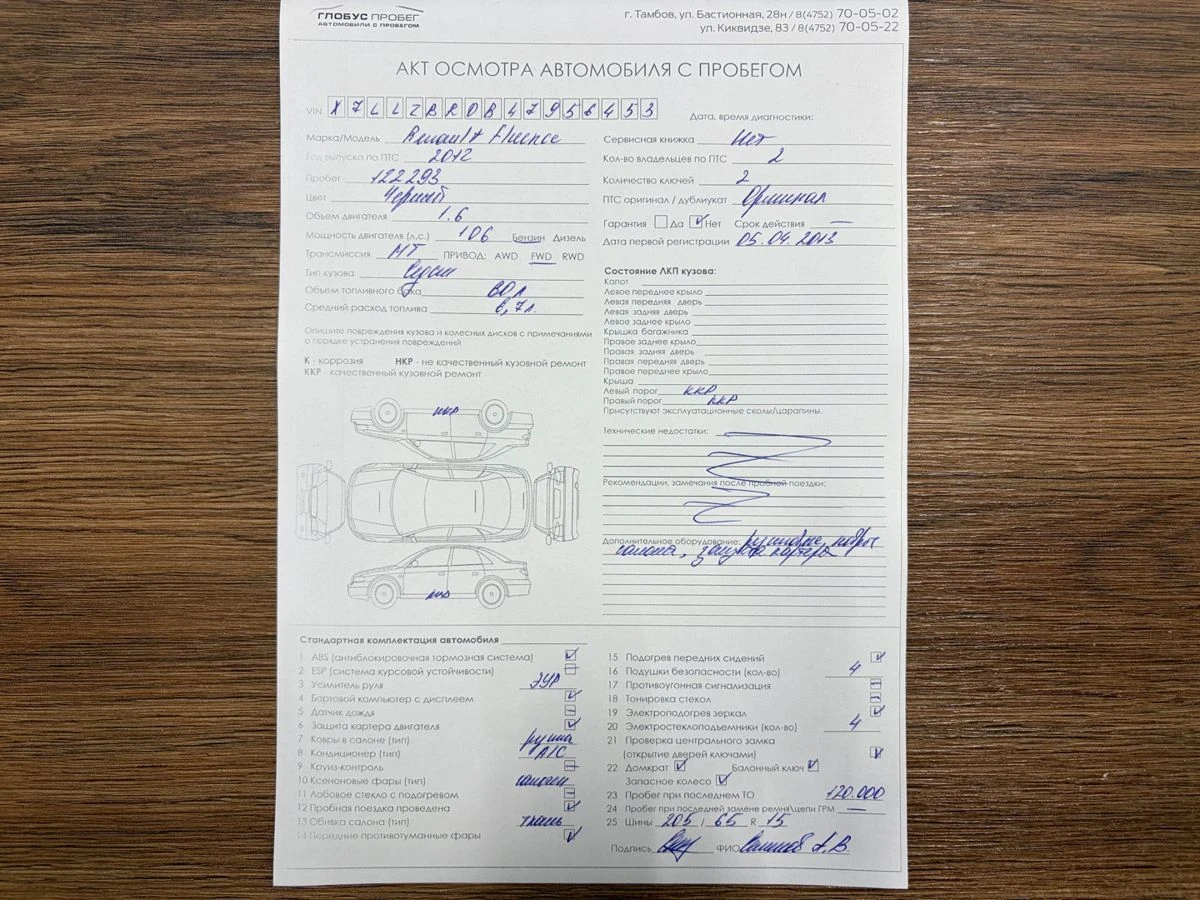 ГЛОБУС ПРОБЕГ
АВТОМОБИЛИ С ПРОБЕГОМ
г. Тамбов, ул. Бастионная, 28н / 8(4752) 70-05-02
ул. Киквидзе, 83 / 8(4752) 70-05-22
АКТ ОСМОТРА АВТОМОБИЛЯ С ПРОБЕГОМ
VIN X7LLZBR0B47956453
Дата, время диагностики:
Марка/Модель Renault Fluence
Год выпуска по ПТС 2012
Пробег 122293
Цвет Черный
Объем двигателя 1.6
Мощность двигателя (л.с.) 106 Бензин Дизель
Трансмиссия МТ ПРИВОД: AWD FWD RWD
Тип кузова Седан
Объем топливного бака 60л
Средний расход топлива 6,7л.
Сервисная книжка Нет
Кол-во владельцев по ПТС 2
Количество ключей 2
ПТС оригинал / дубликат Оригинал
Гарантия Да Нет Срок действия —
Дата первой регистрации 05.04.2013
Опишите повреждения кузова и колесных дисков с примечаниями
о порядке устранения повреждений
К - коррозия НКР - не качественный кузовной ремонт
ККР - качественный кузовной ремонт
ККР
ККР
Состояние ЛКП кузова:
Капот
Левое переднее крыло
Левая передняя дверь
Левая задняя дверь
Левое заднее крыло
Крышка багажника
Правое заднее крыло
Правая задняя дверь
Правая передняя дверь
Правое переднее крыло
Крыша
Левый порог ККР
Правый порог ККР
Присутствуют эксплуатационные сколы/царапины.
Технические недостатки:
Рекомендации, замечания после пробной поездки:
Дополнительное оборудование:
салона, защита картера
Стандартная комплектация автомобиля
1 ABS (антиблокировочная тормозная система)
2 ESP (система курсовой устойчивости)
3 Усилитель руля ЭУР
4 Бортовой компьютер с дисплеем
5 Датчик дождя
6 Защита картера двигателя
7 Ковры в салоне (тип) резина
8 Кондиционер (тип) A/C
9 Круиз-контроль
10 Ксеноновые фары (тип) галоген
11 Лобовое стекло с подогревом
12 Пробная поездка проведена
13 Обивка салона (тип) ткань
14 Передние противотуманные фары
15 Подогрев передних сидений
16 Подушки безопасности (кол-во) 4
17 Противоугонная сигнализация
18 Тонировка стекол
19 Электроподогрев зеркал
20 Электростеклоподъемники (кол-во) 4
21 Проверка центрального замка
(открытие дверей ключами)
22 Домкрат Балонный ключ
Запасное колесо
23 Пробег при последнем ТО 120.000
24 Пробег при последней замене ремня\цепи ГРМ —
25 Шины 205 / 65 R 15
Подпись ФИО А.В.